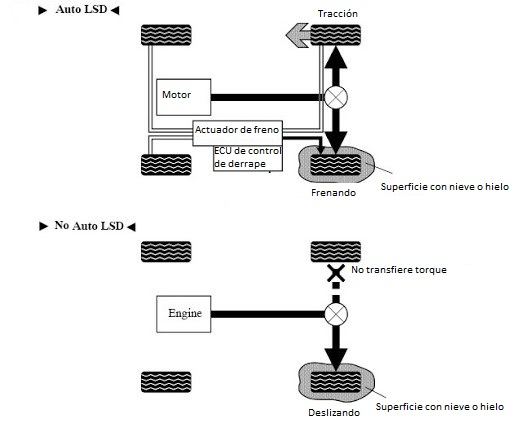 ► Auto LSD ◄
Tracción
Motor
Actuador de freno
ECU de control
de derrape
Superficie con nieve o hielo
Frenando
► No Auto LSD ◄
No transfiere torque
Engine
Superficie con nieve o hielo
Deslizando